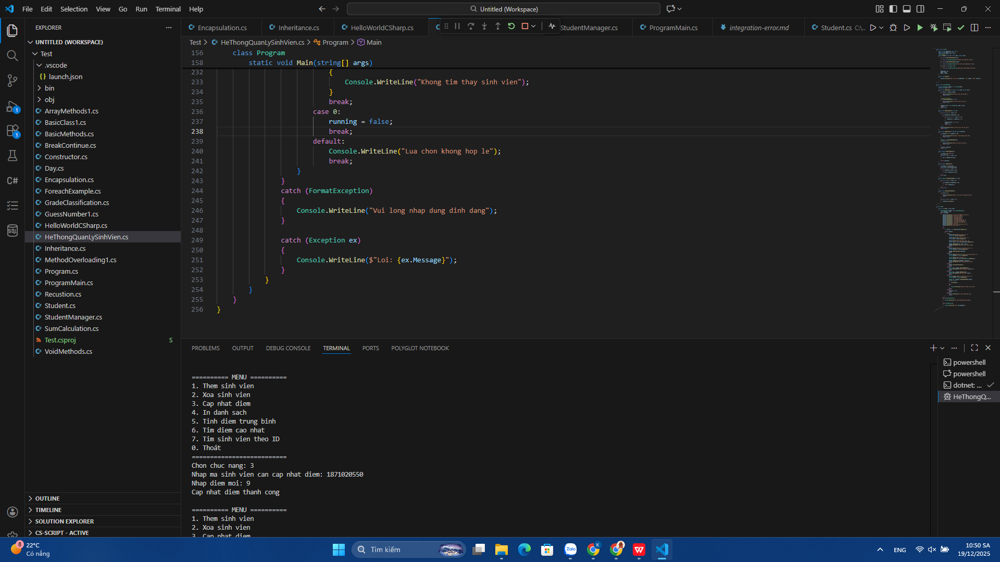 File Edit Selection View Go Run Terminal Help
Untitled (Workspace)
EXPLORER
UNTITLED (WORKSPACE)
Test
.vscode
launch.json
bin
obj
ArrayMethods1.cs
BasicClass1.cs
BasicMethods.cs
BreakContinue.cs
Constructor.cs
Day.cs
Encapsulation.cs
ForeachExample.cs
GradeClassification.cs
GuessNumber1.cs
HelloWorldCSharp.cs
HeThongQuanLySinhVien.cs
Inheritance.cs
MethodOverloading1.cs
Program.cs
ProgramMain.cs
Recustion.cs
Student.cs
StudentManager.cs
SumCalculation.cs
Test.csproj S
VoidMethods.cs
OUTLINE
TIMELINE
SOLUTION EXPLORER
CS-SCRIPT - ACTIVE
Encapsulation.cs Inheritance.cs HelloWorldCSharp.cs StudentManager.cs ProgramMain.cs integration-error.md Student.cs C:\..
Test > HeThongQuanLySinhVien.cs > Program > Main
156 class Program
158 static void Main(string[] args)
232 {
233 Console.WriteLine("Khong tim thay sinh vien");
234 }
235 break;
236 case 0:
237 running = false;
238 break;
239 default:
240 Console.WriteLine("Lua chon khong hop le");
241 break;
242 }
243 }
244 catch (FormatException)
245 {
246 Console.WriteLine("Vui long nhap dung dinh dang");
247 }
248
249 catch (Exception ex)
250 {
251 Console.WriteLine($"Loi: {ex.Message}");
252 }
253 }
254 }
255 }
256 }
PROBLEMS OUTPUT DEBUG CONSOLE TERMINAL PORTS POLYGLOT NOTEBOOK
========== MENU ==========
1. Them sinh vien
2. Xoa sinh vien
3. Cap nhat diem
4. In danh sach
5. Tinh diem trung binh
6. Tim diem cao nhat
7. Tim sinh vien theo ID
0. Thoát
==========================
Chon chuc nang: 3
Nhap ma sinh vien can cap nhat diem: 1871020550
Nhap diem moi: 9
Cap nhat diem thanh cong
========== MENU ==========
1. Them sinh vien
2. Xoa sinh vien
3. Cap nhat diem
powershell
powershell
dotnet: ...
HeThongQ...
1
1
C#
SQL
8
22°C
Có nắng
Tìm kiếm
Zalo
K
ENG
10:50 SA
19/12/2025